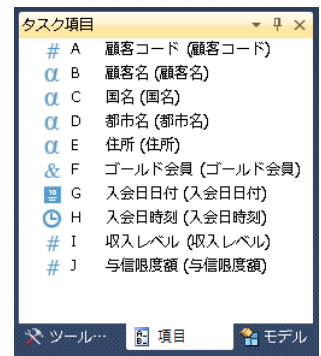 タスク項目
# A 顧客コード (顧客コード)
α B 顧客名 (顧客名)
α C 国名 (国名)
α D 都市名 (都市名)
α E 住所 (住所)
& F ゴールド会員 (ゴールド会員)
G 入会日日付 (入会日日付)
H 入会日時刻 (入会日時刻)
# I 収入レベル (収入レベル)
# J 与信限度額 (与信限度額)
ツール… 項目 モデル